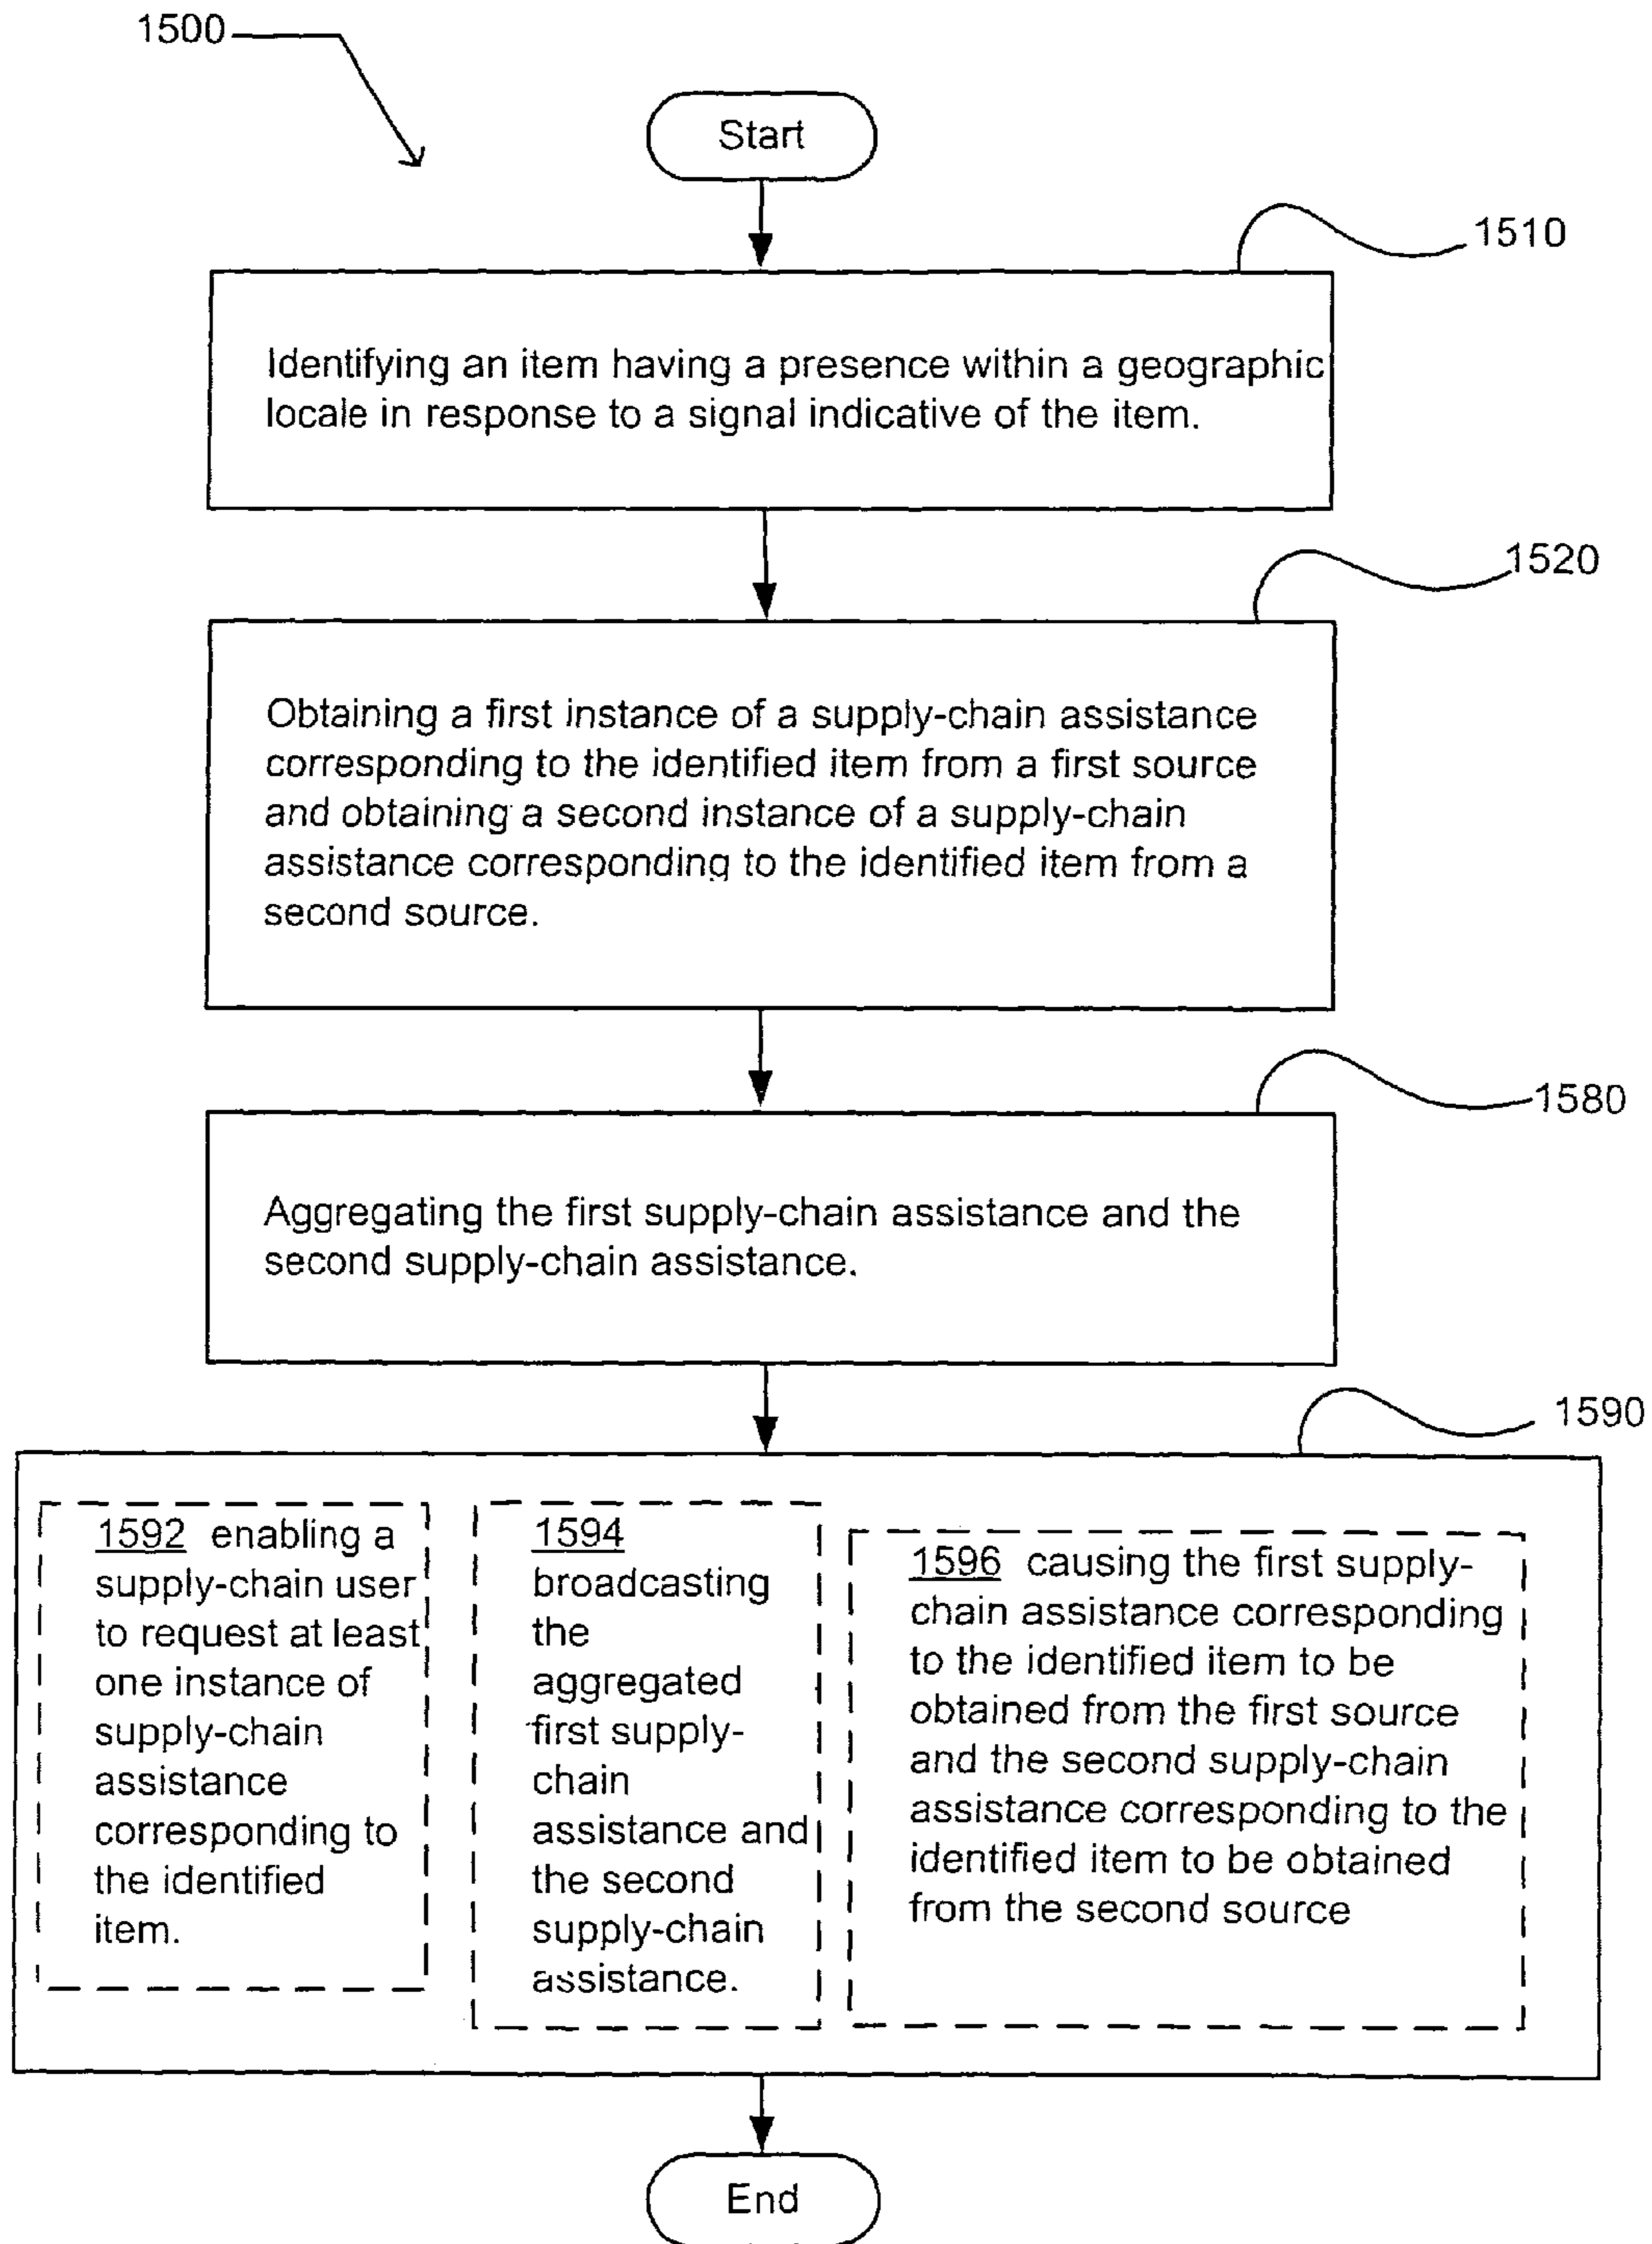 1500
Start
1510
Identifying an item having a presence within a geographic
locale in response to a signal indicative of the item.
1520
Obtaining a first instance of a supply-chain assistance
corresponding to the identified item from a first source
and obtaining a second instance of a supply-chain
assistance corresponding to the identified item from a
second source.
1580
Aggregating the first supply-chain assistance and the
second supply-chain assistance.
1590
1592 enabling a
supply-chain user
to request at least
one instance of
supply-chain
assistance
corresponding to
the identified
item.
1594
broadcasting
the
aggregated
first supply-
chain
assistance and
the second
supply-chain
assistance.
1596 causing the first supply-
chain assistance corresponding
to the identified item to be
obtained from the first source
and the second supply-chain
assistance corresponding to the
identified item to be obtained
from the second source
End